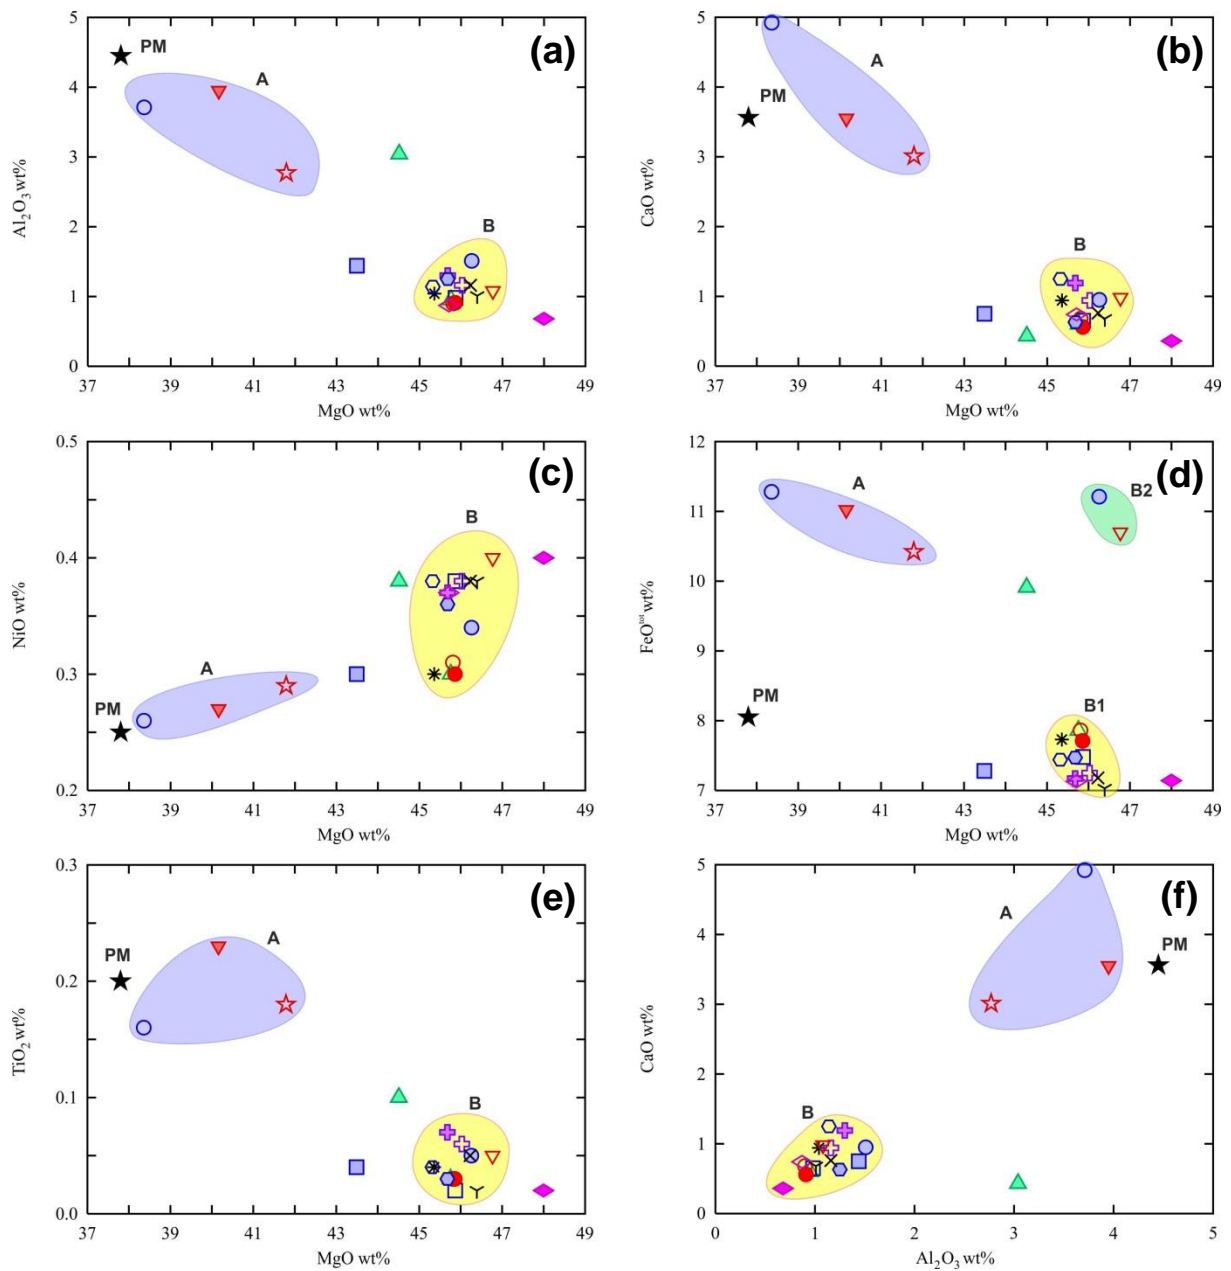 (a)
PM
A
B
5
4
3
2
1
0
Al2O3 wt%
37 39 41 43 45 47 49
MgO wt%
(b)
PM
A
B
5
4
3
2
1
0
CaO wt%
37 39 41 43 45 47 49
MgO wt%
(c)
PM
A
B
0.5
0.4
0.3
0.2
NiO wt%
37 39 41 43 45 47 49
MgO wt%
(d)
PM
A
B2
B1
12
11
10
9
8
7
FeOtot wt%
37 39 41 43 45 47 49
MgO wt%
(e)
PM
A
B
0.3
0.2
0.1
0.0
TiO2 wt%
37 39 41 43 45 47 49
MgO wt%
(f)
A
PM
B
5
4
3
2
1
0
CaO wt%
0 1 2 3 4 5
Al2O3 wt%